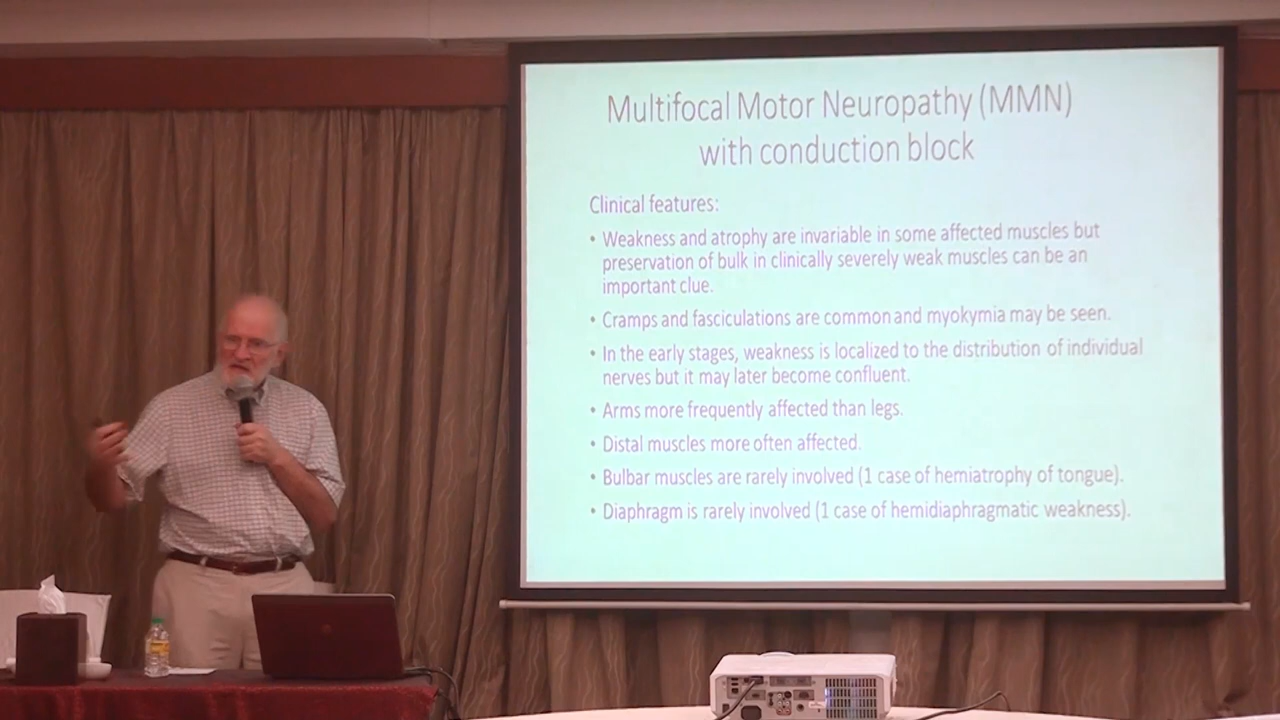 Multifocal Motor Neuropathy (MMN)
with conduction block
Clinical features:
• Weakness and atrophy are invariable in some affected muscles but
preservation of bulk in clinically severely weak muscles can be an
important clue.
• Cramps and fasciculations are common and myokymia may be seen.
• In the early stages, weakness is localized to the distribution of individual
nerves but it may later become confluent.
• Arms more frequently affected than legs.
• Distal muscles more often affected.
• Bulbar muscles are rarely involved (1 case of hemiatrophy of tongue).
• Diaphragm is rarely involved (1 case of hemidiaphragmatic weakness).